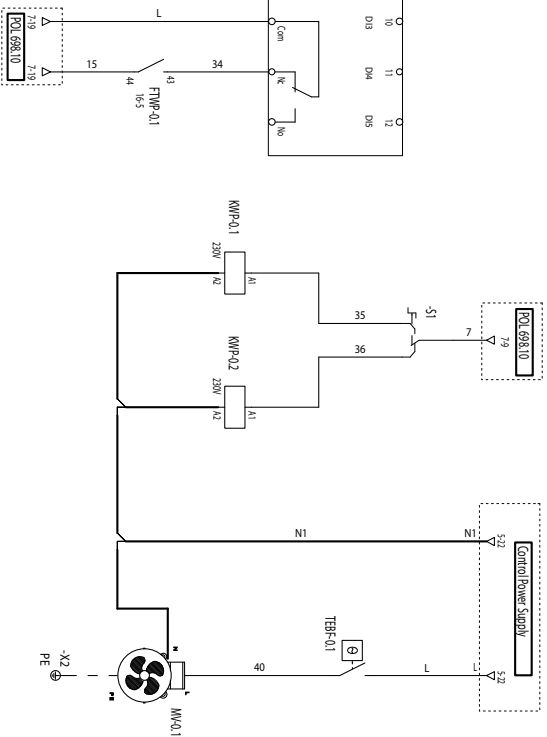 POL 698.10
7-19
L
7-19
15
44
43
34
FTWP-0.1
16-5
Com
Nc
No
DI3
10
DI4
11
DI5
12
KWP-0.1
230V
A2
A1
35
-S1
7
7-9
POL 698.10
KWP-0.2
230V
A2
A1
36
N1
N1
5-22
Control Power Supply
TEBF-0.1
θ
L
L
5-22
40
-X2
PE
N
L
PE
MV-0.1